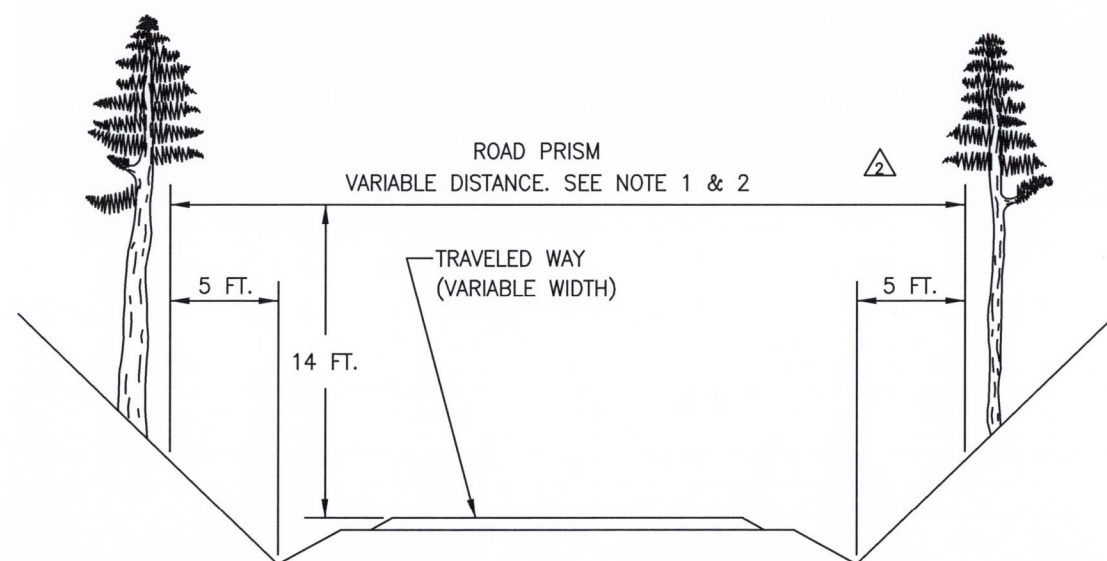 ROAD PRISM
VARIABLE DISTANCE. SEE NOTE 1 & 2
2
TRAVELED WAY
(VARIABLE WIDTH)
5 FT.
5 FT.
14 FT.